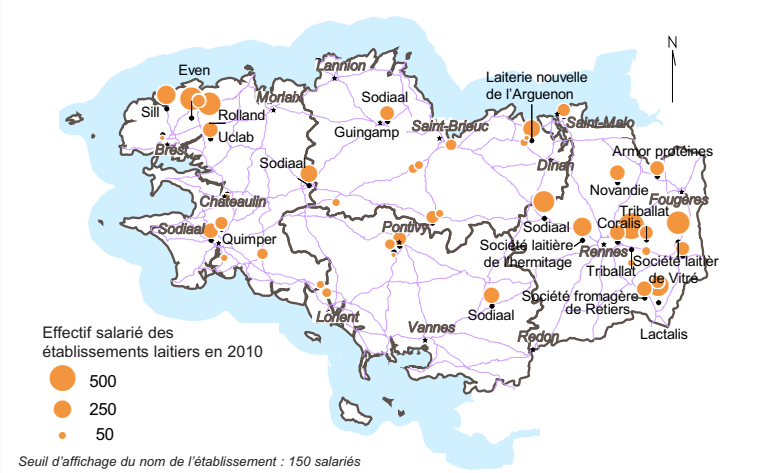 N
Lannion
Even
Laiterie nouvelle
de l'Arguenon
Morlaix
Sodiaal
Sill
Rolland
Guingamp
Saint-Brieuc
Saint-Malo
Uclab
Brest
Armor protéines
Sodiaal
Dinan
Novandie
Fougères
Châteaulin
Triballat
Sodiaal
Coralis
Sodiaal
Pontivy
Quimper
Société laitière
de l'hermitage
Rennes
Société laitièr
de Vitré
Triballat
Société fromagère
de Retiers
Lorient
Sodiaal
Vannes
Redon
Lactalis
Effectif salarié des
établissements laitiers en 2010
500
250
50
Seuil d'affichage du nom de l'établissement : 150 salariés